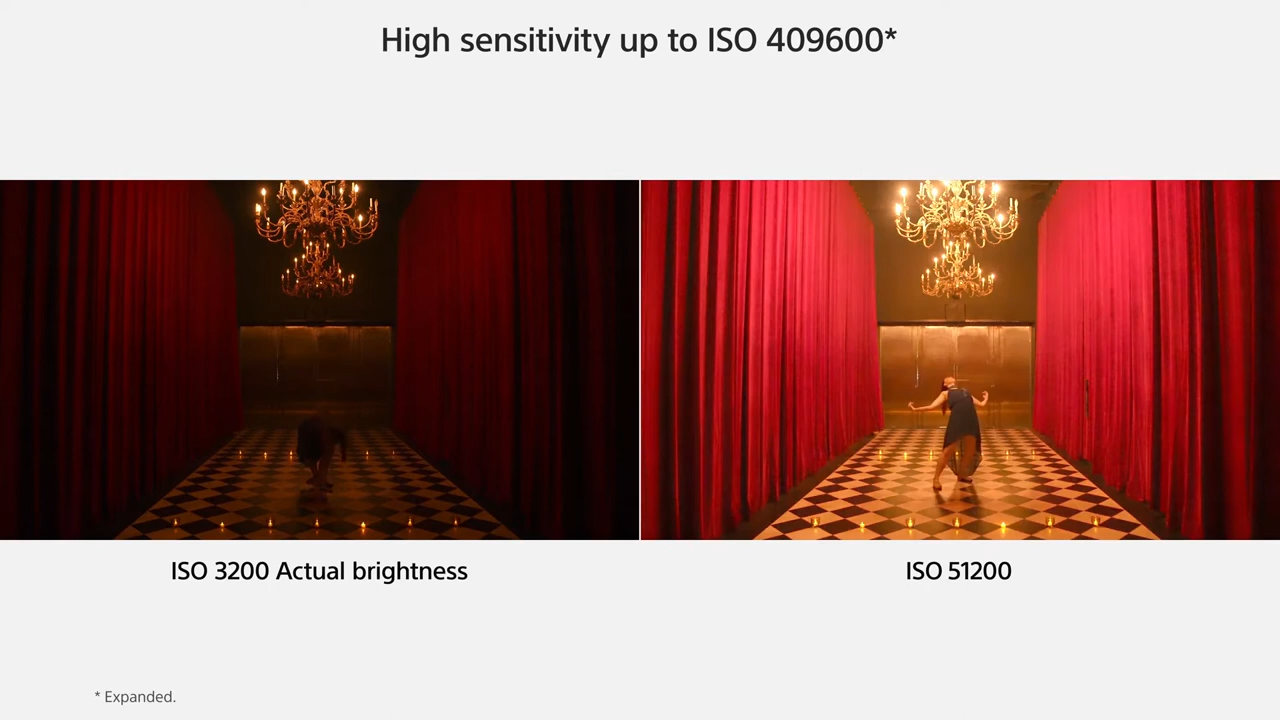 High sensitivity up to ISO 409600*
ISO 3200 Actual brightness
ISO 51200
* Expanded.